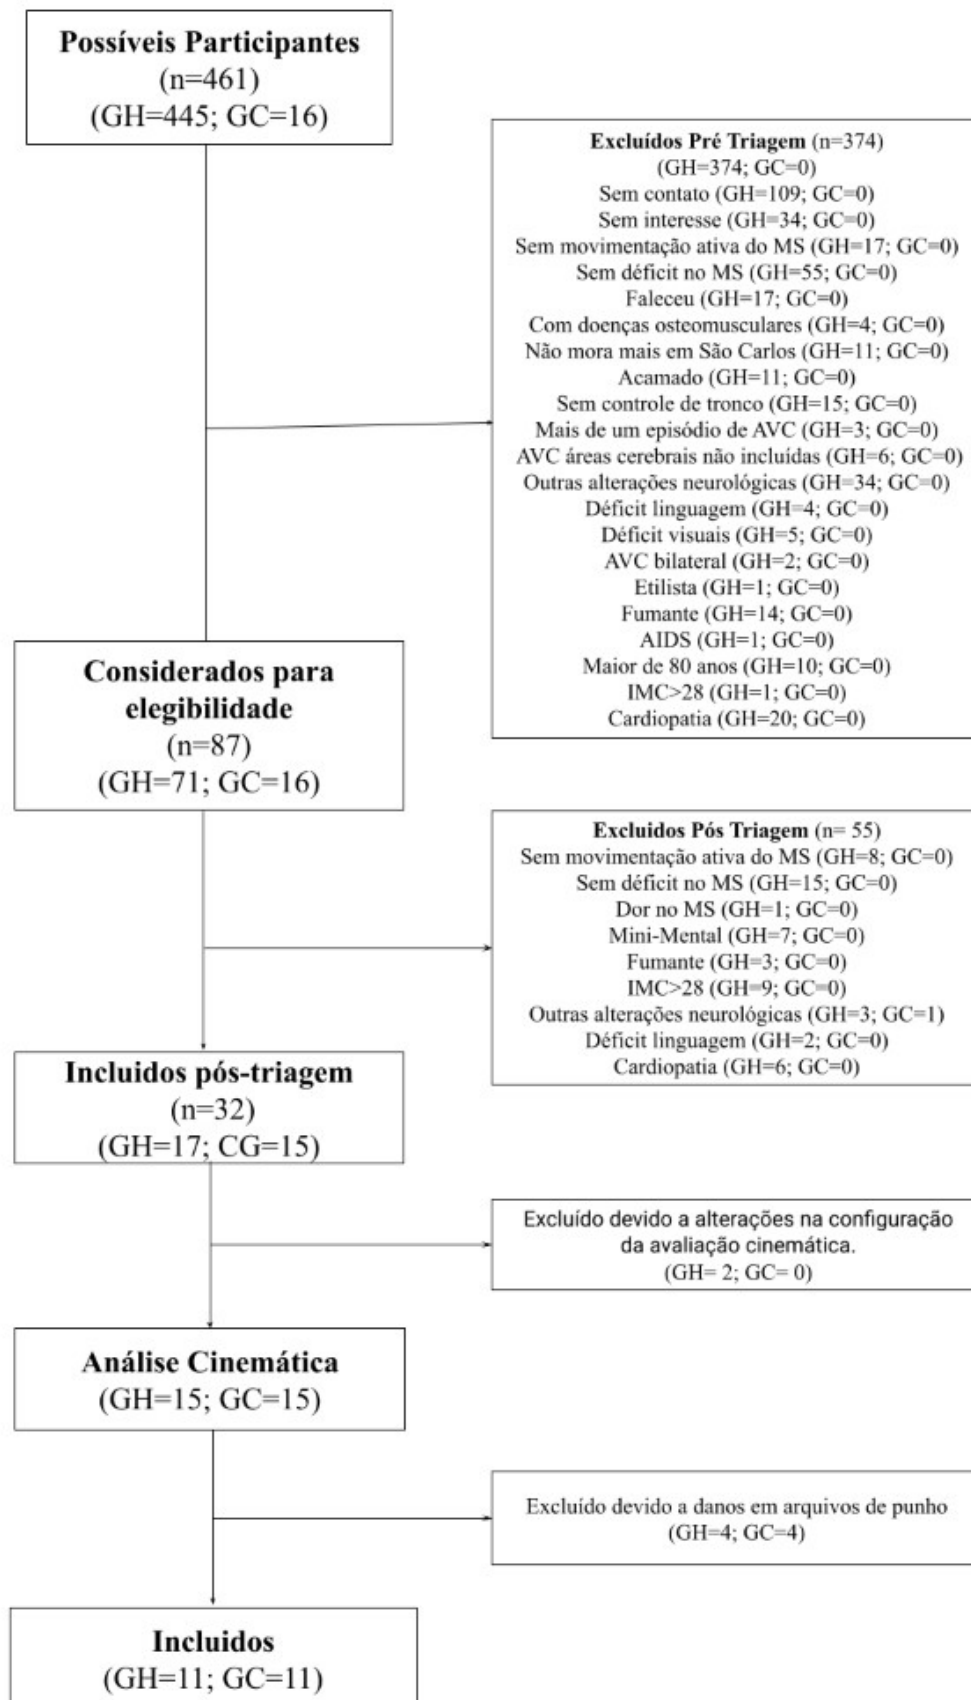 Possíveis Participantes
(n=461)
(GH=445; GC=16)
Excluídos Pré Triagem (n=374)
(GH=374; GC=0)
Sem contato (GH=109; GC=0)
Sem interesse (GH=34; GC=0)
Sem movimentação ativa do MS (GH=17; GC=0)
Sem déficit no MS (GH=55; GC=0)
Faleceu (GH=17; GC=0)
Com doenças osteomusculares (GH=4; GC=0)
Não mora mais em São Carlos (GH=11; GC=0)
Acamado (GH=11; GC=0)
Sem controle de tronco (GH=15; GC=0)
Mais de um episódio de AVC (GH=3; GC=0)
AVC áreas cerebrais não incluídas (GH=6; GC=0)
Outras alterações neurológicas (GH=34; GC=0)
Déficit linguagem (GH=4; GC=0)
Déficit visuais (GH=5; GC=0)
AVC bilateral (GH=2; GC=0)
Etilista (GH=1; GC=0)
Fumante (GH=14; GC=0)
AIDS (GH=1; GC=0)
Maior de 80 anos (GH=10; GC=0)
IMC>28 (GH=1; GC=0)
Cardiopatia (GH=20; GC=0)
Considerados para
elegibilidade
(n=87)
(GH=71; GC=16)
Excluidos Pós Triagem (n= 55)
Sem movimentação ativa do MS (GH=8; GC=0)
Sem déficit no MS (GH=15; GC=0)
Dor no MS (GH=1; GC=0)
Mini-Mental (GH=7; GC=0)
Fumante (GH=3; GC=0)
IMC>28 (GH=9; GC=0)
Outras alterações neurológicas (GH=3; GC=1)
Déficit linguagem (GH=2; GC=0)
Cardiopatia (GH=6; GC=0)
Incluidos pós-triagem
(n=32)
(GH=17; CG=15)
Excluído devido a alterações na configuração
da avaliação cinemática.
(GH= 2; GC= 0)
Análise Cinemática
(GH=15; GC=15)
Excluído devido a danos em arquivos de punho
(GH=4; GC=4)
Incluidos
(GH=11; GC=11)